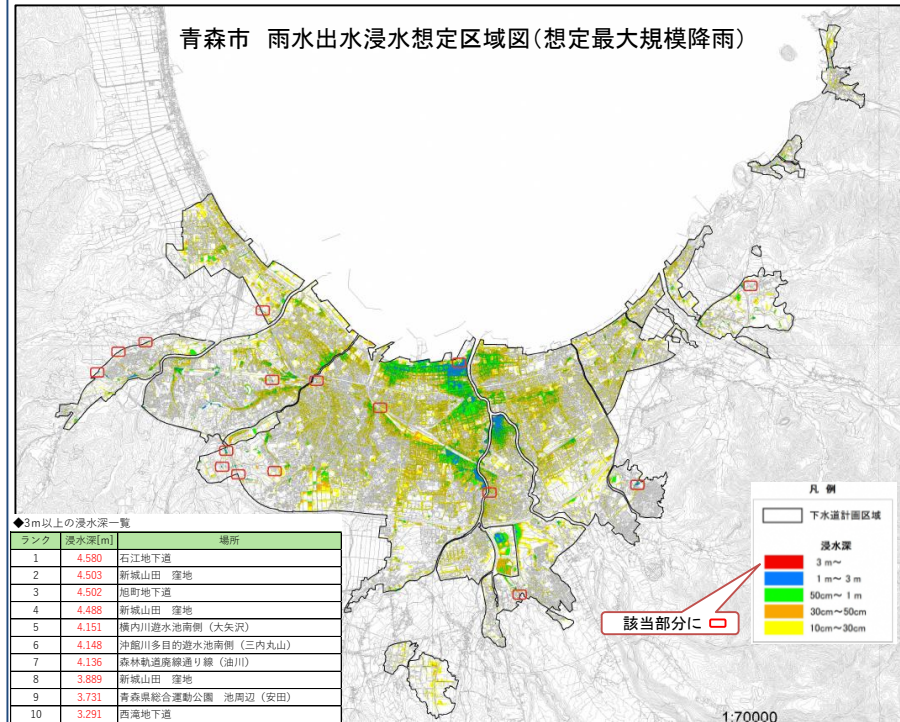 青森市　雨水出水浸水想定区域図(想定最大規模降雨)
◆3m以上の浸水深一覧
ランク 浸水深[m] 場所
1 4.580 石江地下道
2 4.503 新城山田　窪地
3 4.502 旭町地下道
4 4.488 新城山田　窪地
5 4.151 横内川遊水池南側（大矢沢）
6 4.148 沖館川多目的遊水池南側（三内丸山）
7 4.136 森林軌道廃線通り線（油川）
8 3.889 新城山田　窪地
9 3.731 青森県総合運動公園　池周辺（安田）
10 3.291 西滝地下道
凡 例
下水道計画区域
浸水深
3 m～
1 m～ 3 m
50cm～ 1 m
30cm～50cm
10cm～30cm
該当部分に
1:70000